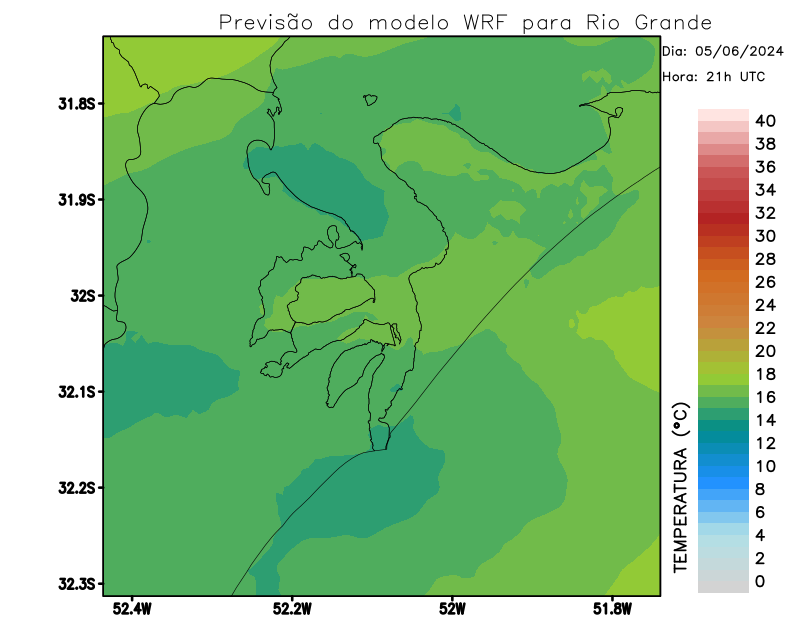 Previsão do modelo WRF para Rio Grande
Dia: 05/06/2024
Hora: 21h UTC
31.8S
31.9S
32S
32.1S
32.2S
32.3S
52.4W
52.2W
52W
51.8W
TEMPERATURA (°C)
40
38
36
34
32
30
28
26
24
22
20
18
16
14
12
10
8
6
4
2
0